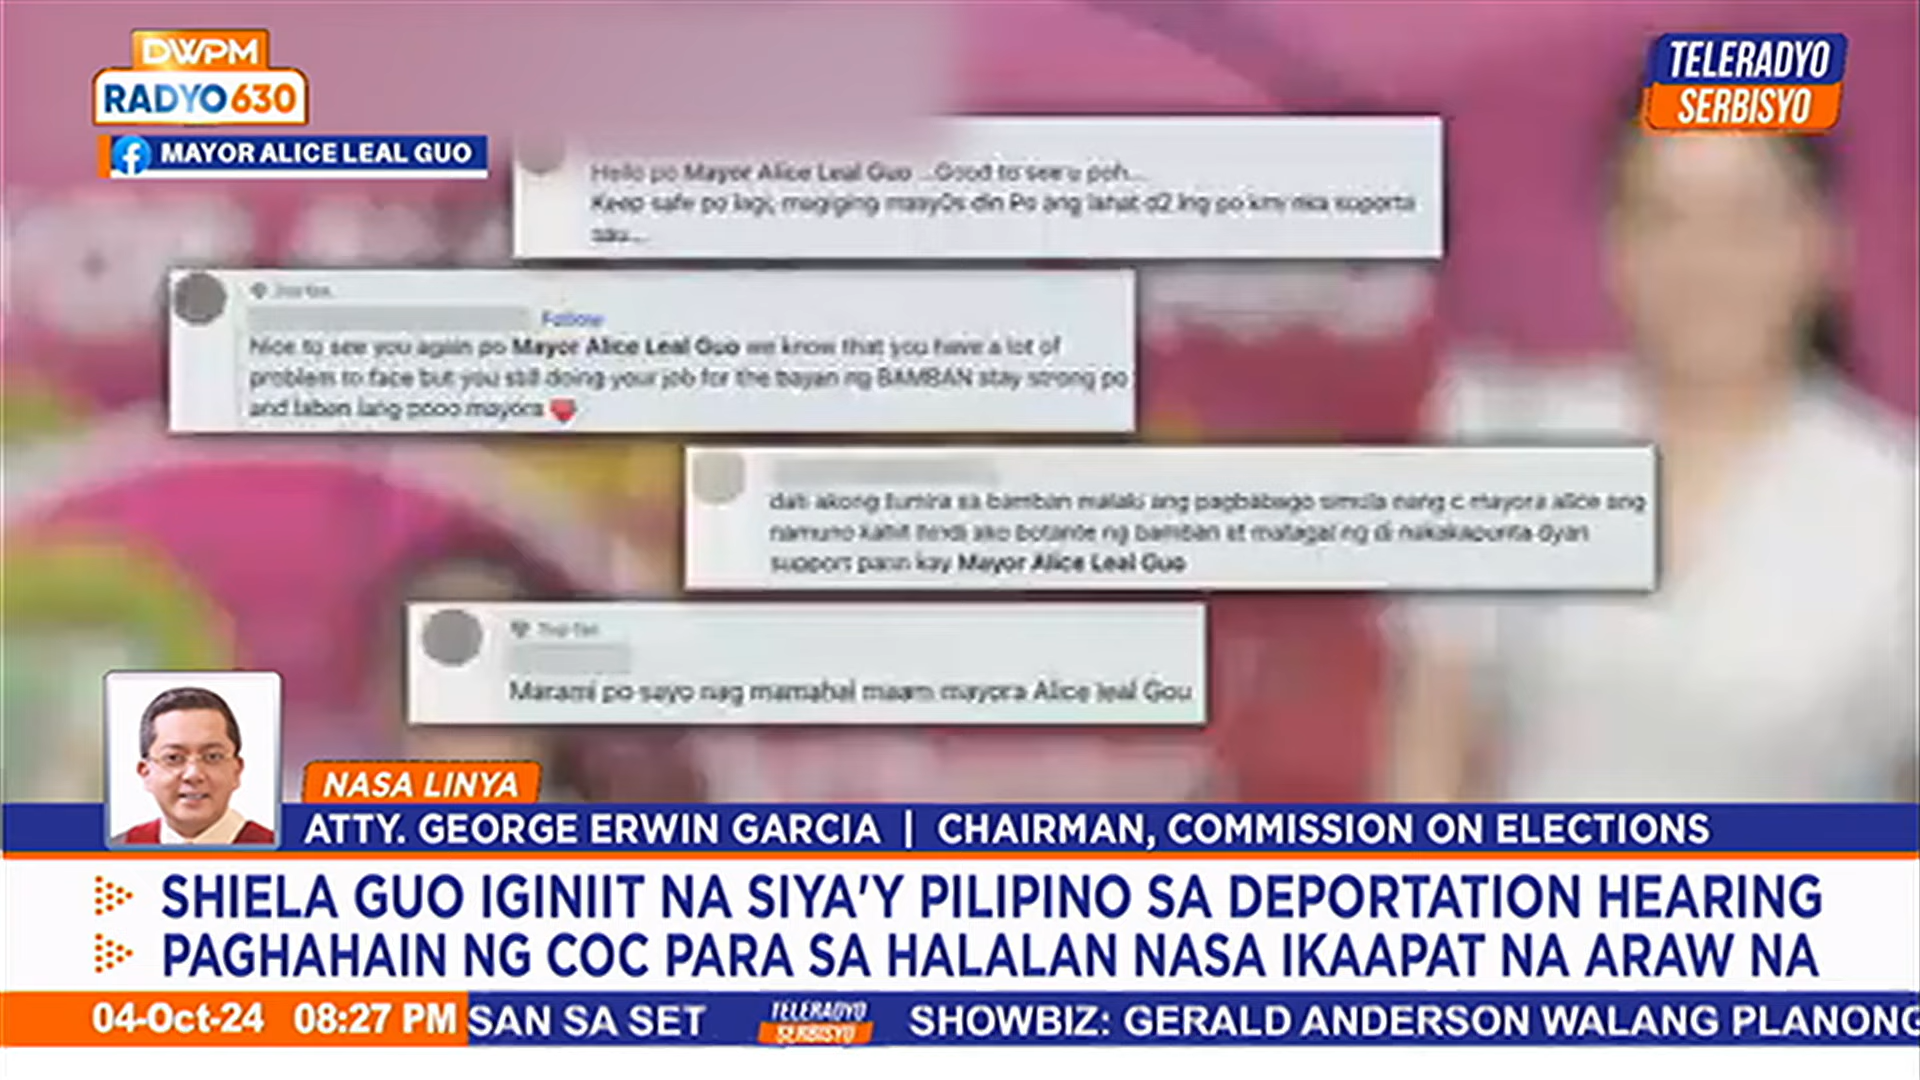 DWPM
RADYO 630
MAYOR ALICE LEAL GUO
TELERADYO
SERBISYO
Hello po Mayor Alice Leal Guo ...Good to see u poh...
Keep safe po lagi, magiging maayOs din Po ang lahat d2 lng po kmi nka suporta
sau...
Top fan
Follow
Nice to see you again po Mayor Alice Leal Guo we know that you have a lot of
problem to face but you still doing your job for the bayan ng BAMBAN stay strong po
and laban lang pooo mayora ❤
dati akong tumira sa bamban malaki ang pagbabago simula nang c mayora alice ang
namuno kahit hindi ako botante ng bamban at matagal ng di nakakapunta dyan
support parin kay Mayor Alice Leal Guo
Top fan
Marami po sayo nag mamahal maam mayora Alice leal Gou
NASA LINYA
ATTY. GEORGE ERWIN GARCIA | CHAIRMAN, COMMISSION ON ELECTIONS
SHIELA GUO IGINIIT NA SIYA'Y PILIPINO SA DEPORTATION HEARING
PAGHAHAIN NG COC PARA SA HALALAN NASA IKAAPAT NA ARAW NA
04-Oct-24 08:27 PM SAN SA SET TELERADYO SERBISYO SHOWBIZ: GERALD ANDERSON WALANG PLANONG